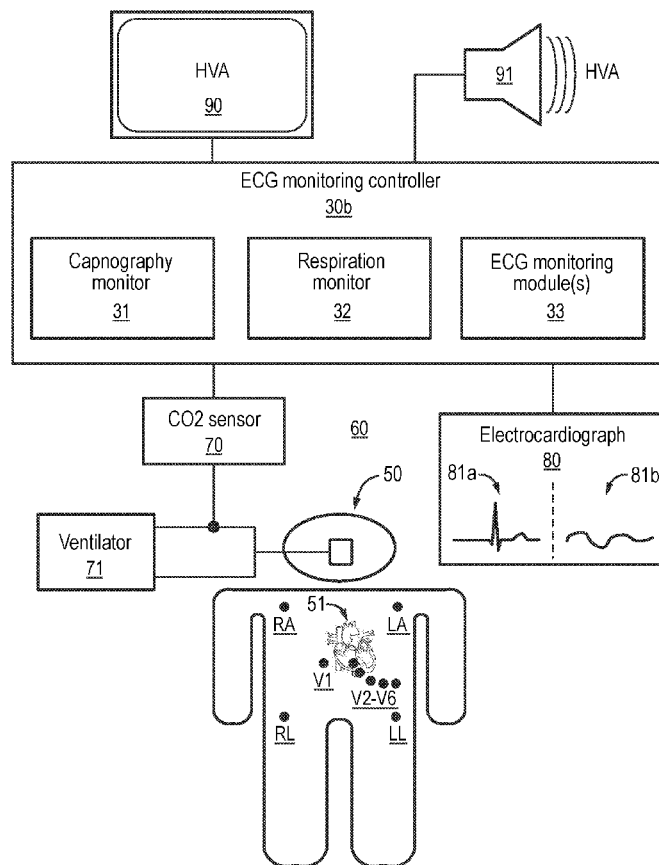 HVA
90
91
HVA
ECG monitoring controller
30b
Capnography
monitor
31
Respiration
monitor
32
ECG monitoring
module(s)
33
CO2 sensor
70
60
Electrocardiograph
80
81a
81b
50
Ventilator
71
51
RA
LA
V1
V2-V6
RL
LL